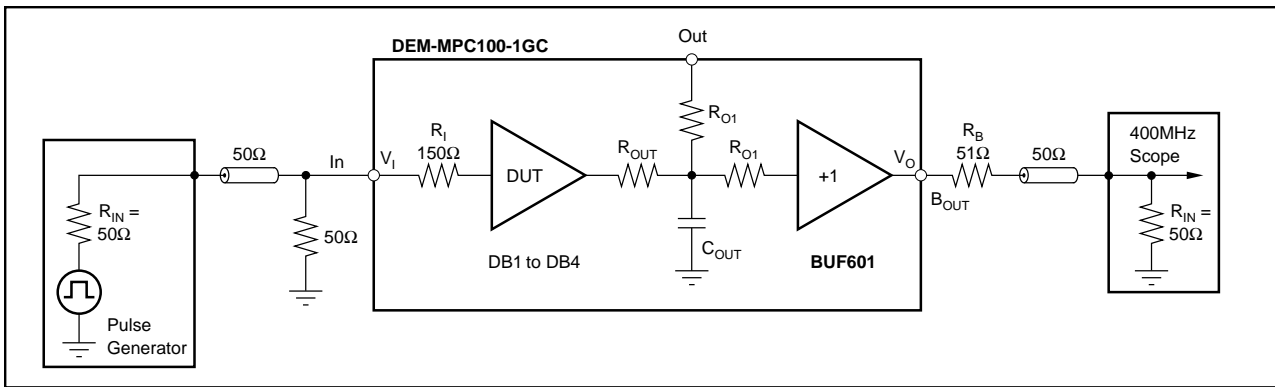 DEM-MPC100-1GC
Out
R_IN =
50Ω
Pulse
Generator
50Ω
In
50Ω
V_I
R_I
150Ω
DUT
DB1 to DB4
R_OUT
R_O1
R_O1
C_OUT
+1
BUF601
V_O
B_OUT
R_B
51Ω
50Ω
400MHz
Scope
R_IN =
50Ω